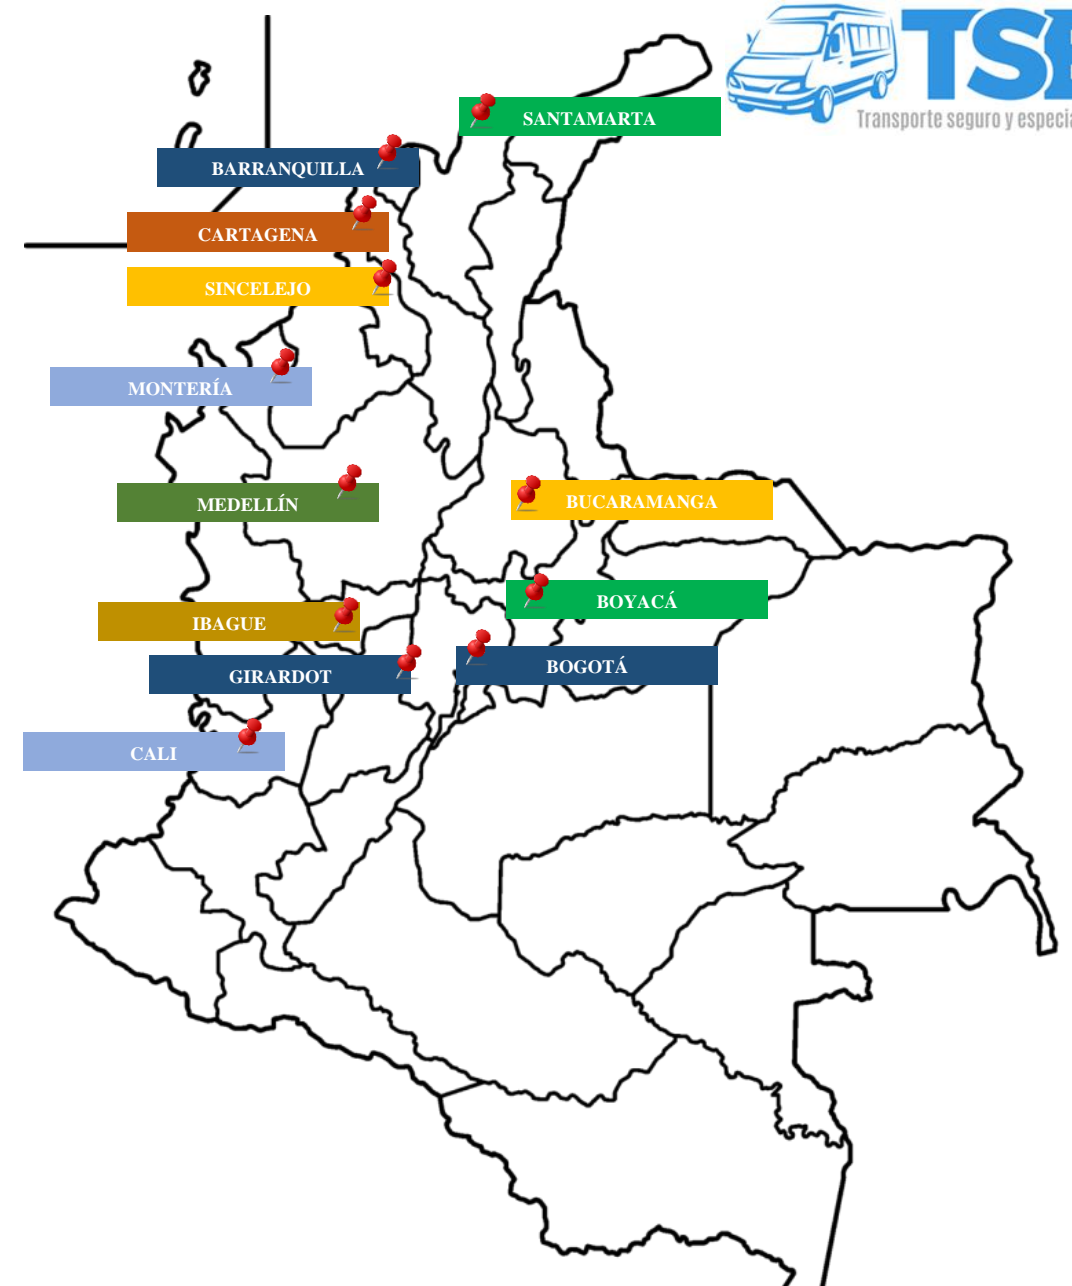 TSE
Transporte seguro y especia
SANTAMARTA
BARRANQUILLA
CARTAGENA
SINCELEJO
MONTERÍA
MEDELLÍN
BUCARAMANGA
BOYACÁ
IBAGUE
BOGOTÁ
GIRARDOT
CALI